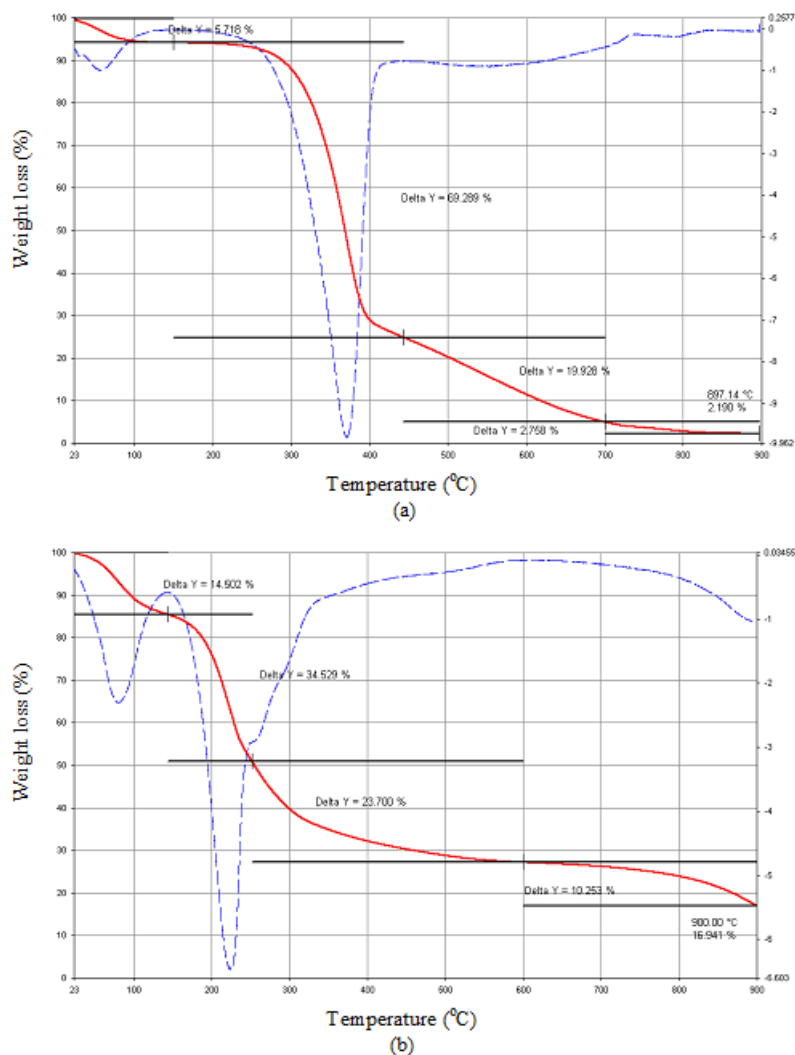 100
90
80
70
60
50
40
30
20
10
0
Weight loss (%)
Delta Y = 5.718 %
Delta Y = 69.289 %
Delta Y = 19.928 %
897.14 °C
2.190 %
Delta Y = 2.758 %
0.2577
0
-1
-2
-3
-4
-5
-6
-7
-8
-9
-9.962
23 100 200 300 400 500 600 700 800 900
Temperature (⁰C)
(a)
100
90
80
70
60
50
40
30
20
10
0
Weight loss (%)
Delta Y = 14.502 %
Delta Y = 34.529 %
Delta Y = 23.700 %
Delta Y = 10.253 %
900.00 °C
16.941 %
0.03455
-1
-2
-3
-4
-5
-6
-6.603
23 100 200 300 400 500 600 700 800 900
Temperature (⁰C)
(b)